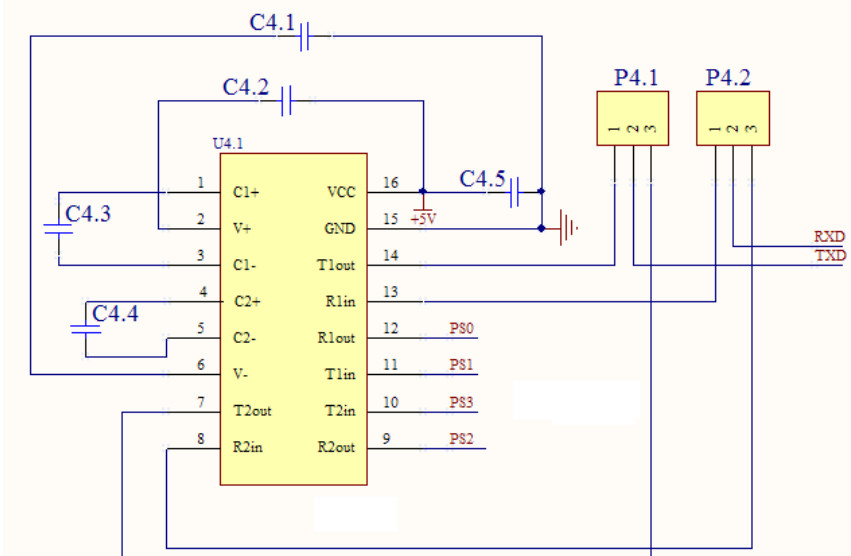 C4.1
C4.2
P4.1 P4.2
1 2 3 1 2 3
U4.1
1 C1+ VCC 16 C4.5
C4.3
+5V
2 V+ GND 15
RXD
3 C1- T1out 14 TXD
4 C2+ R1in 13
C4.4
5 C2- R1out 12 PS0
6 V- T1in 11 PS1
7 T2out T2in 10 PS3
8 R2in R2out 9 PS2